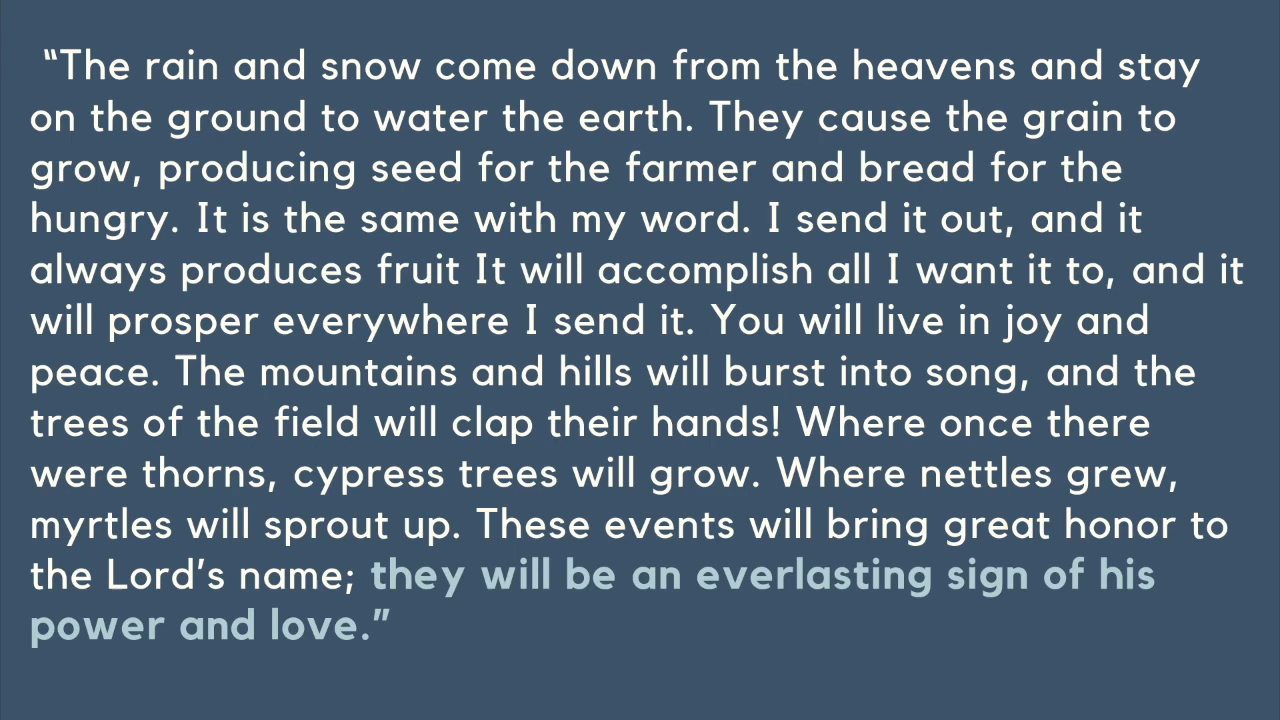 “The rain and snow come down from the heavens and stay
on the ground to water the earth. They cause the grain to
grow, producing seed for the farmer and bread for the
hungry. It is the same with my word. I send it out, and it
always produces fruit It will accomplish all I want it to, and it
will prosper everywhere I send it. You will live in joy and
peace. The mountains and hills will burst into song, and the
trees of the field will clap their hands! Where once there
were thorns, cypress trees will grow. Where nettles grew,
myrtles will sprout up. These events will bring great honor to
the Lord’s name; they will be an everlasting sign of his
power and love.”